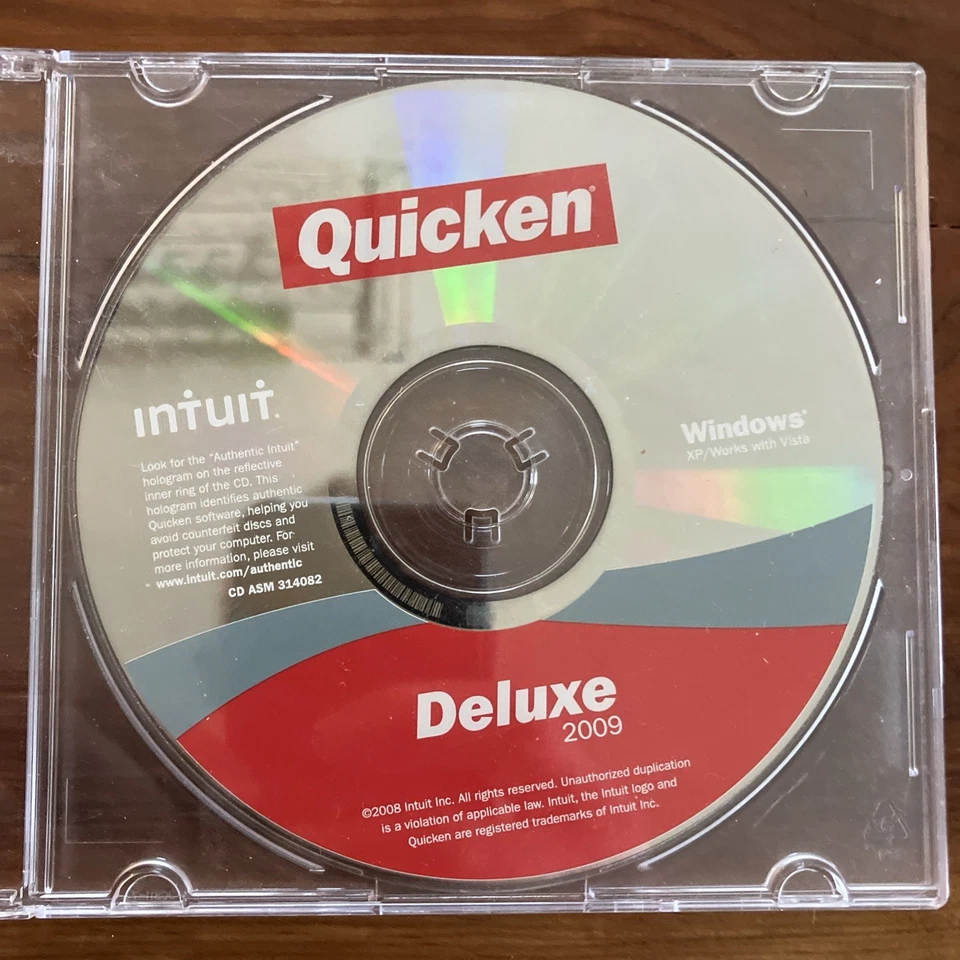 Quicken®
ıntuıt.
Look for the "Authentic Intuit"
hologram on the reflective
inner ring of the CD. This
hologram identifies authentic
Quicken software, helping you
avoid counterfeit discs and
protect your computer. For
more information, please visit
www.intuit.com/authentic
CD ASM 314082
Windows®
XP/Works with Vista
Deluxe
2009
©2008 Intuit Inc. All rights reserved. Unauthorized duplication
is a violation of applicable law. Intuit, the Intuit logo and
Quicken are registered trademarks of Intuit Inc.